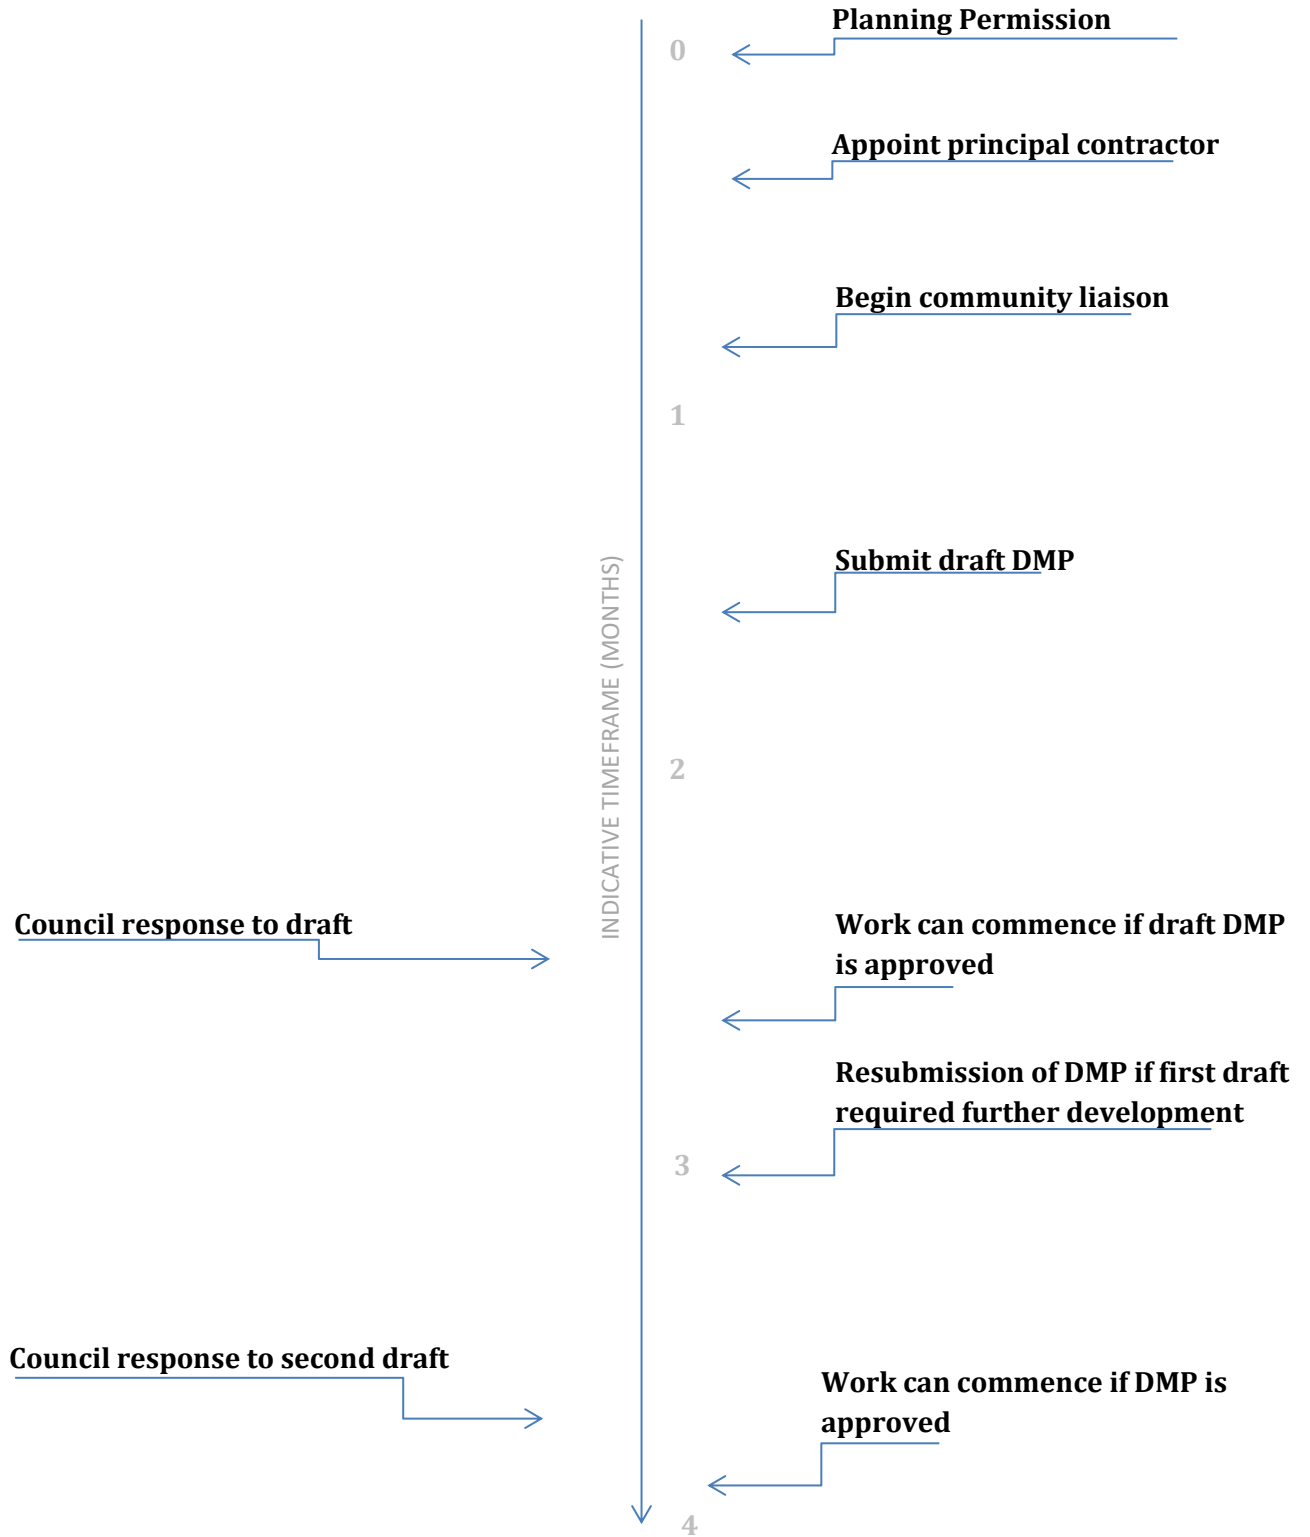 Planning Permission
0
Appoint principal contractor
Begin community liaison
1
Submit draft DMP
INDICATIVE TIMEFRAME (MONTHS)
2
Council response to draft
Work can commence if draft DMP
is approved
Resubmission of DMP if first draft
required further development
3
Council response to second draft
Work can commence if DMP is
approved
4